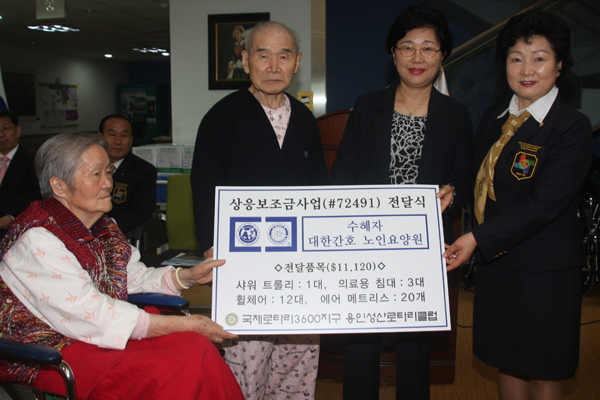 상응보조금사업(#72491) 전달식
수혜자
대한간호 노인요양원
◇전달품목($11,120)◇
샤워 트롤리 : 1대, 의료용 침대 : 3대
휠체어 : 12대, 에어 메트리스 : 20개
국제로타리3600지구 용인성산로타리클럽